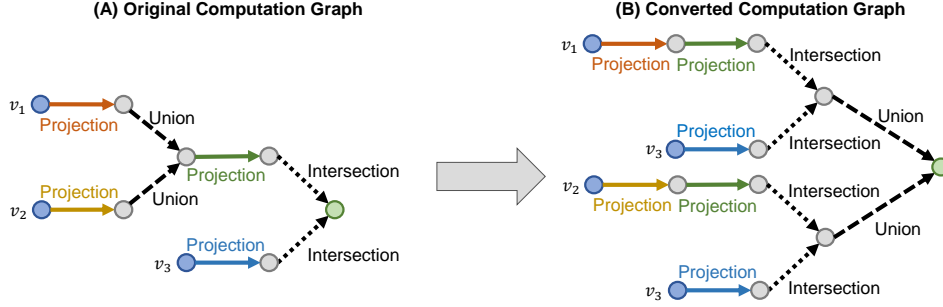 (A) Original Computation Graph
v1
Projection
Union
Projection
Union
Projection
v2
Intersection
Projection
v3
Intersection
(B) Converted Computation Graph
v1
Projection
Projection
Intersection
Union
Projection
v3
Intersection
v2
Projection
Projection
Intersection
Union
Projection
v3
Intersection